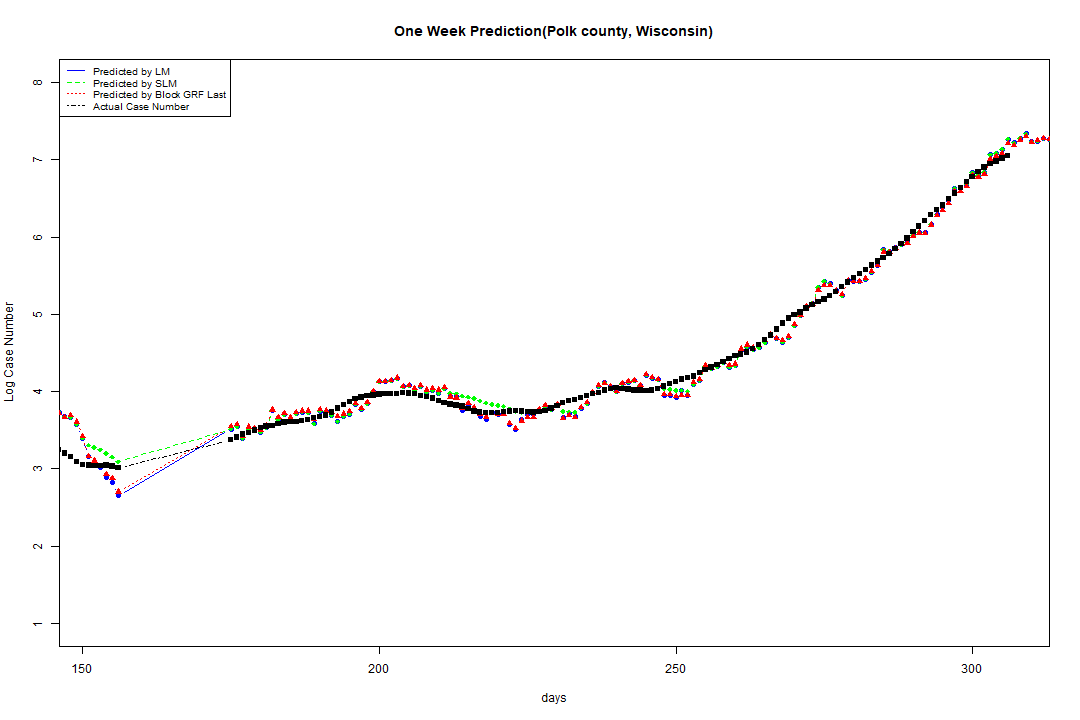 One Week Prediction(Polk county, Wisconsin)
Predicted by LM
Predicted by SLM
Predicted by Block GRF Last
Actual Case Number
8
7
6
5
4
3
2
1
Log Case Number
150 200 250 300
days